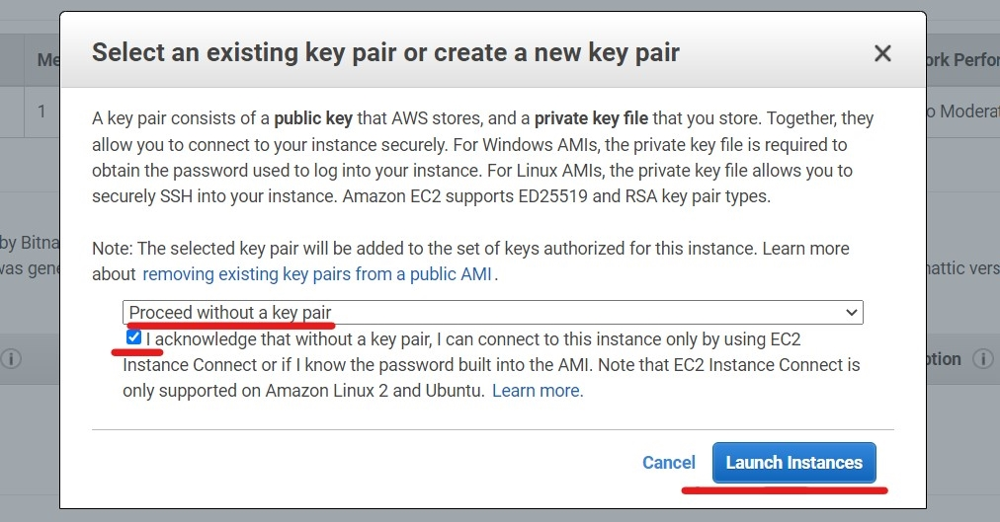 Select an existing key pair or create a new key pair
Me
ork Perfor
1
o Moderat
A key pair consists of a public key that AWS stores, and a private key file that you store. Together, they
allow you to connect to your instance securely. For Windows AMIs, the private key file is required to
obtain the password used to log into your instance. For Linux AMIs, the private key file allows you to
securely SSH into your instance. Amazon EC2 supports ED25519 and RSA key pair types.
by Bitna
was gene
Note: The selected key pair will be added to the set of keys authorized for this instance. Learn more
about removing existing key pairs from a public AMI.
mattic vers
Proceed without a key pair
I acknowledge that without a key pair, I can connect to this instance only by using EC2
Instance Connect or if I know the password built into the AMI. Note that EC2 Instance Connect is
only supported on Amazon Linux 2 and Ubuntu. Learn more.
ption
Cancel
Launch Instances